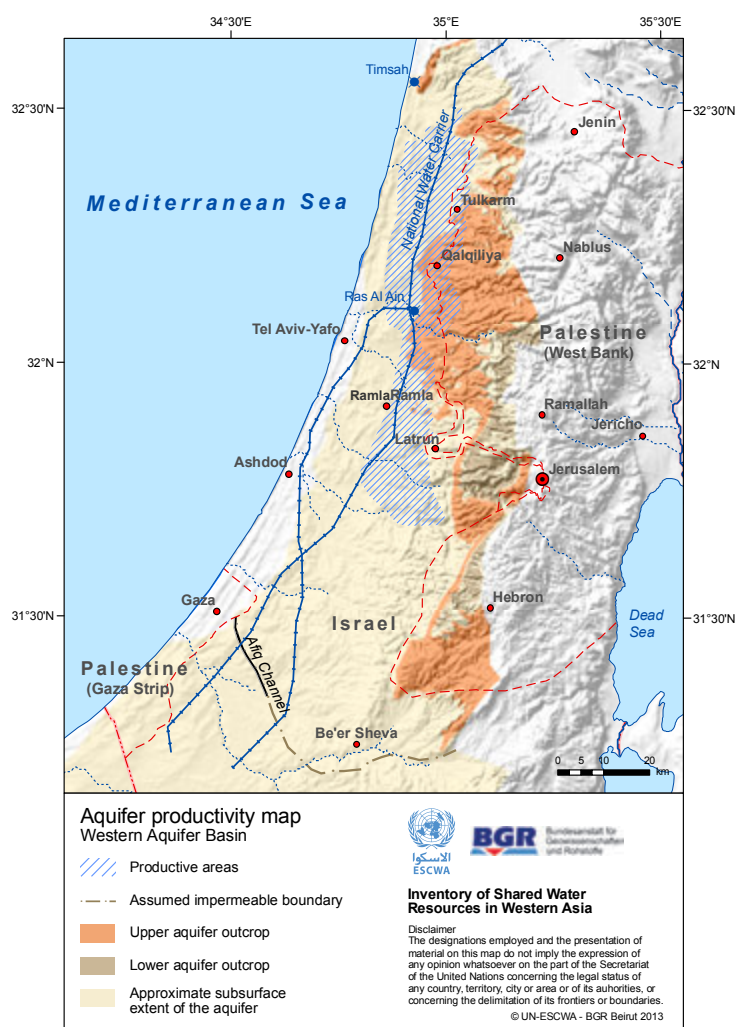 34°30'E
35°E
35°30'E
Timsah
32°30'N
32°30'N
Jenin
National Water Carrier
Mediterranean Sea
Tulkarm
Nablus
Qalqiliya
Ras Al Ain
Tel Aviv-Yafo
Palestine
(West Bank)
32°N
32°N
RamlaRamla
Ramallah
Jericho
Latrun
Ashdod
Jerusalem
Gaza
Hebron
31°30'N
31°30'N
Israel
Dead
Sea
Afiq Channel
Palestine
(Gaza Strip)
Be'er Sheva
0 5 10 20
km
Aquifer productivity map
Western Aquifer Basin
Productive areas
Assumed impermeable boundary
Upper aquifer outcrop
Lower aquifer outcrop
Approximate subsurface
extent of the aquifer
الاسكوا
ESCWA
BGR
Bundesanstalt für
Geowissenschaften
und Rohstoffe
Inventory of Shared Water
Resources in Western Asia
Disclaimer
The designations employed and the presentation of
material on this map do not imply the expression of
any opinion whatsoever on the part of the Secretariat
of the United Nations concerning the legal status of
any country, territory, city or area or of its auhorities, or
concerning the delimitation of its frontiers or boundaries.
© UN-ESCWA - BGR Beirut 2013